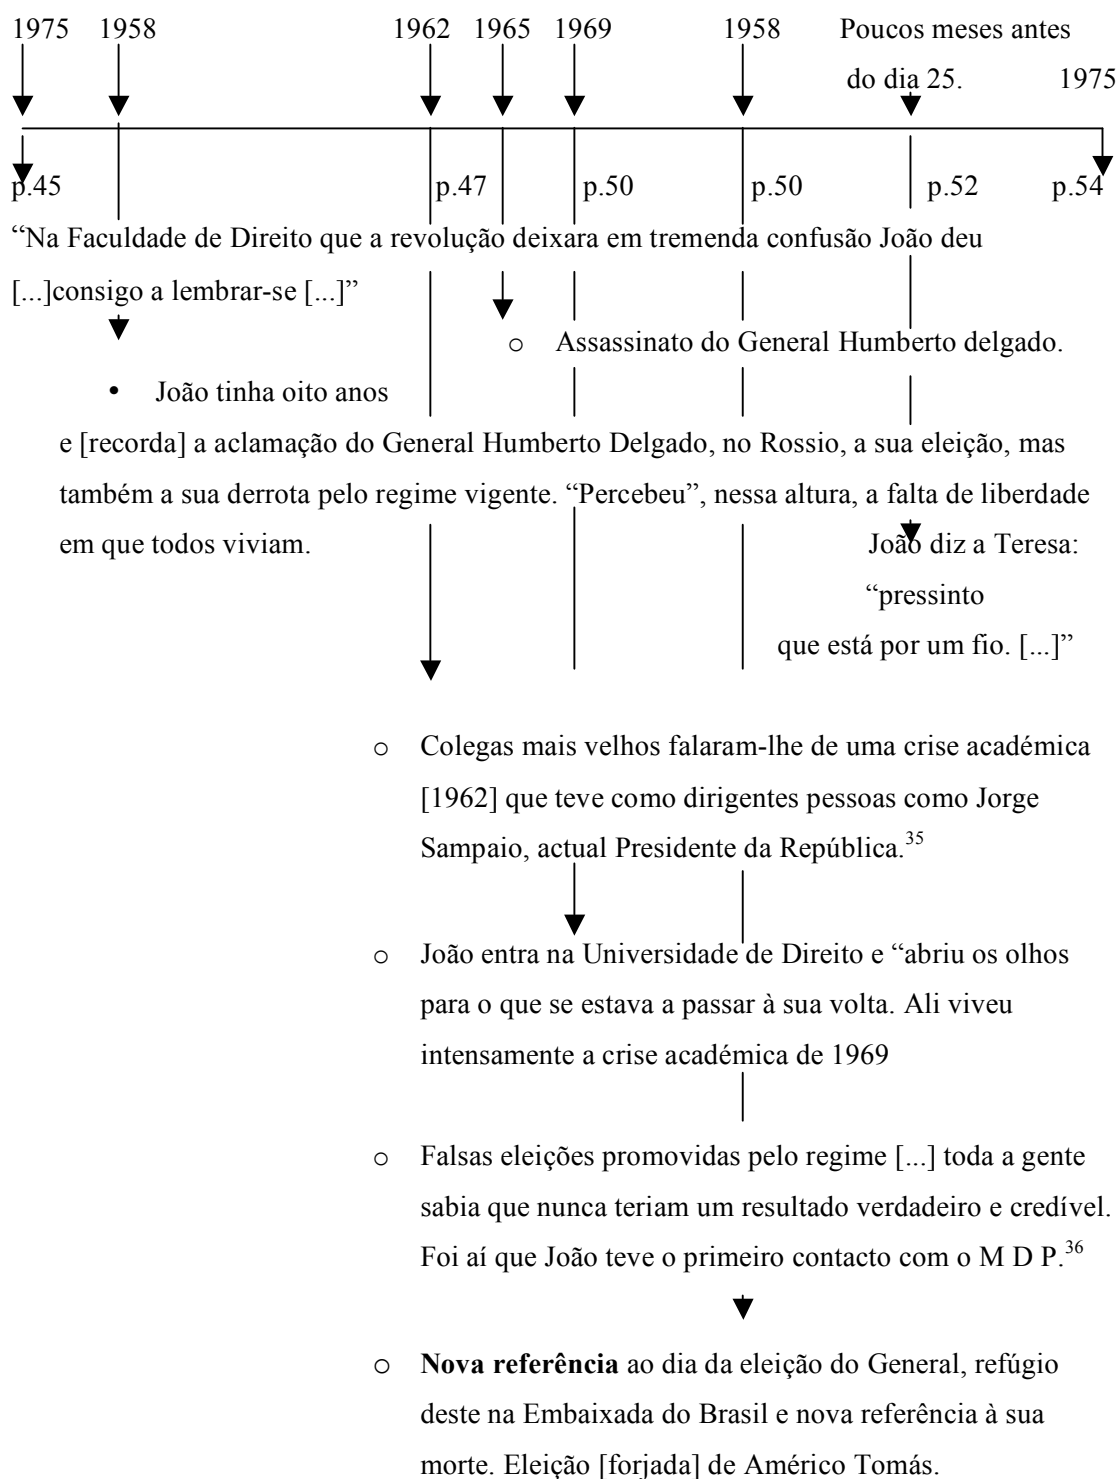 1975 1958 1962 1965 1969 1958 Poucos meses antes
do dia 25. 1975
p.45 p.47 p.50 p.50 p.52 p.54
“Na Faculdade de Direito que a revolução deixara em tremenda confusão João deu
[...]consigo a lembrar-se [...]”
o Assassinato do General Humberto delgado.
• João tinha oito anos
e [recorda] a aclamação do General Humberto Delgado, no Rossio, a sua eleição, mas
também a sua derrota pelo regime vigente. “Percebeu”, nessa altura, a falta de liberdade
em que todos viviam. João diz a Teresa:
“pressinto
que está por um fio. [...]”
o Colegas mais velhos falaram-lhe de uma crise académica
[1962] que teve como dirigentes pessoas como Jorge
Sampaio, actual Presidente da República.35
o João entra na Universidade de Direito e “abriu os olhos
para o que se estava a passar à sua volta. Ali viveu
intensamente a crise académica de 1969
o Falsas eleições promovidas pelo regime [...] toda a gente
sabia que nunca teriam um resultado verdadeiro e credível.
Foi aí que João teve o primeiro contacto com o M D P.36
o Nova referência ao dia da eleição do General, refúgio
deste na Embaixada do Brasil e nova referência à sua
morte. Eleição [forjada] de Américo Tomás.